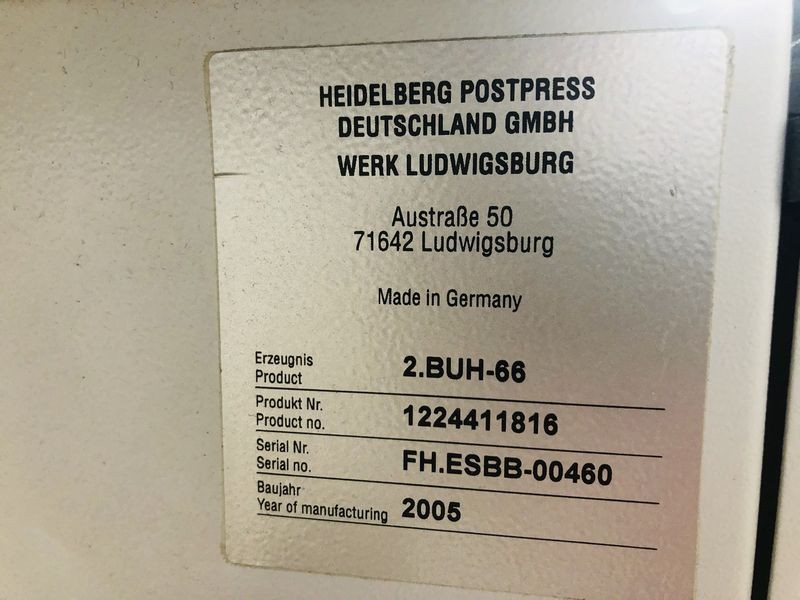 HEIDELBERG POSTPRESS
DEUTSCHLAND GMBH
WERK LUDWIGSBURG
Austraße 50
71642 Ludwigsburg
Made in Germany
Erzeugnis
Product 2.BUH-66
Produkt Nr.
Product no. 1224411816
Serial Nr.
Serial no. FH.ESBB-00460
Baujahr
Year of manufacturing 2005